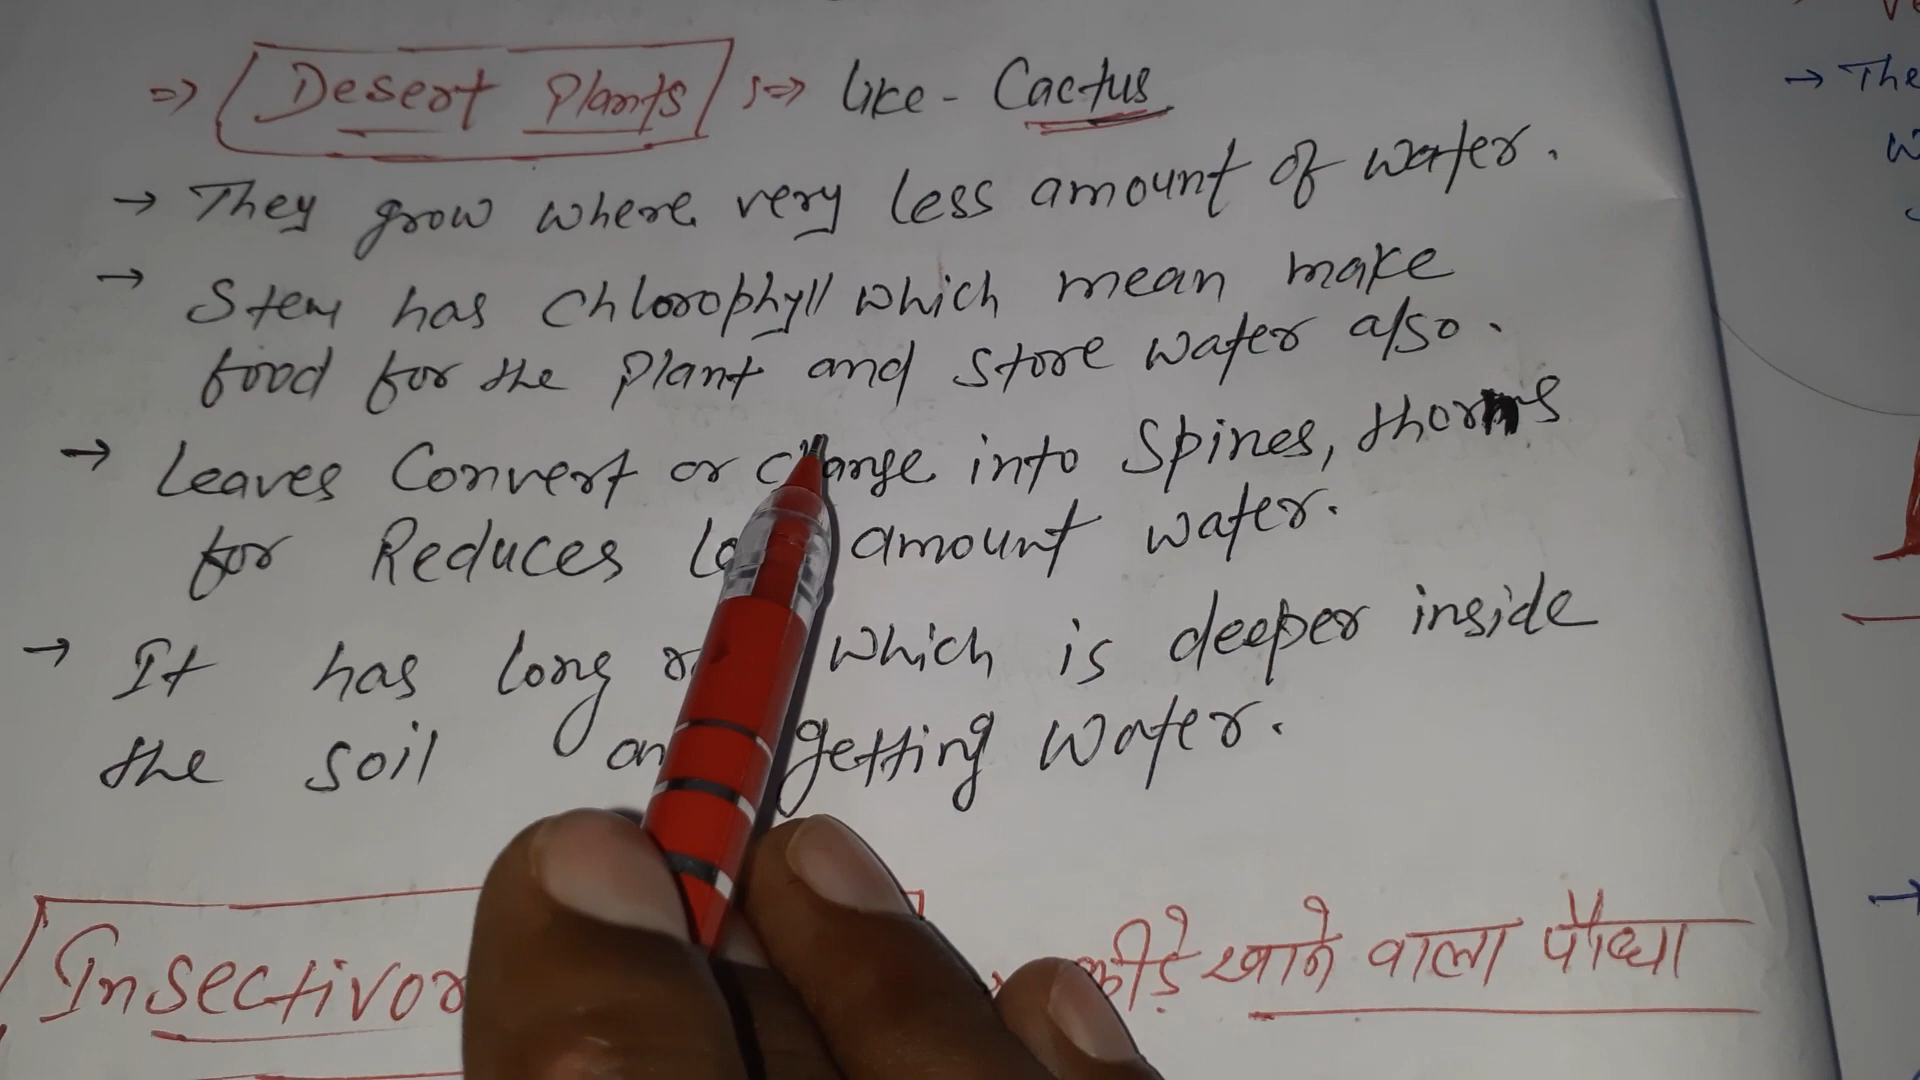 => Desert Plants :=> like - Cactus
→ They grow where very less amount of water.
→ Stem has Chlorophyll which mean make
food for the plant and store water also.
→ Leaves Convert or change into Spines, thorns
for Reduces amount water.
→ It has long which is deeper inside
the soil getting water.
कीड़े खाने वाला पौधा
→ The